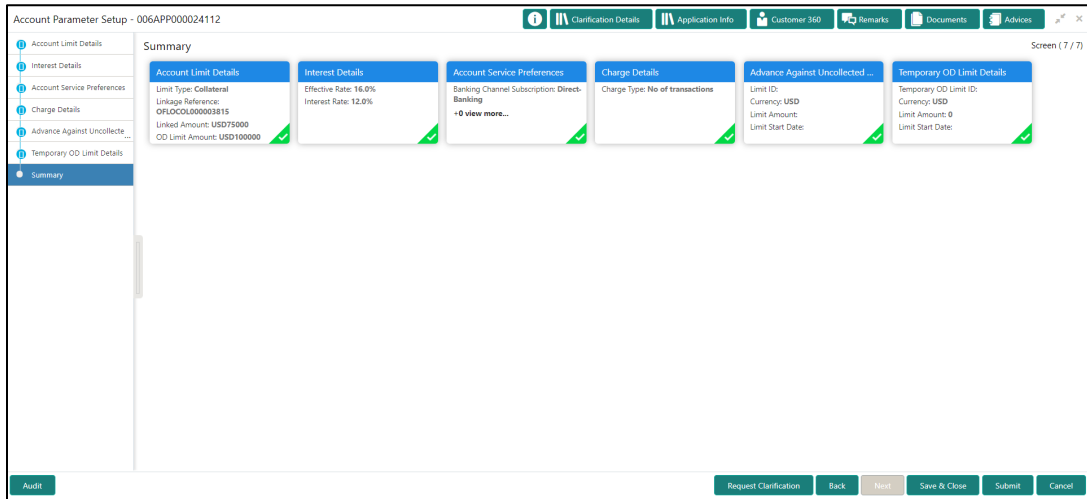 Account Parameter Setup - 006APP000024112
Clarification Details
Application Info
Customer 360
Remarks
Documents
Advices
Account Limit Details
Interest Details
Account Service Preferences
Charge Details
Advance Against Uncollecte
...
Temporary OD Limit Details
Summary
Summary
Screen ( 7 / 7)
Account Limit Details
Limit Type: Collateral
Linkage Reference:
OFLOCOL000003815
Linked Amount: USD75000
OD Limit Amount: USD100000
Interest Details
Effective Rate: 16.0%
Interest Rate: 12.0%
Account Service Preferences
Banking Channel Subscription: Direct-
Banking
+0 view more...
Charge Details
Charge Type: No of transactions
Advance Against Uncollected ...
Limit ID:
Currency: USD
Limit Amount:
Limit Start Date:
Temporary OD Limit Details
Temporary OD Limit ID:
Currency: USD
Limit Amount: 0
Limit Start Date:
Audit
Request Clarification
Back
Next
Save & Close
Submit
Cancel